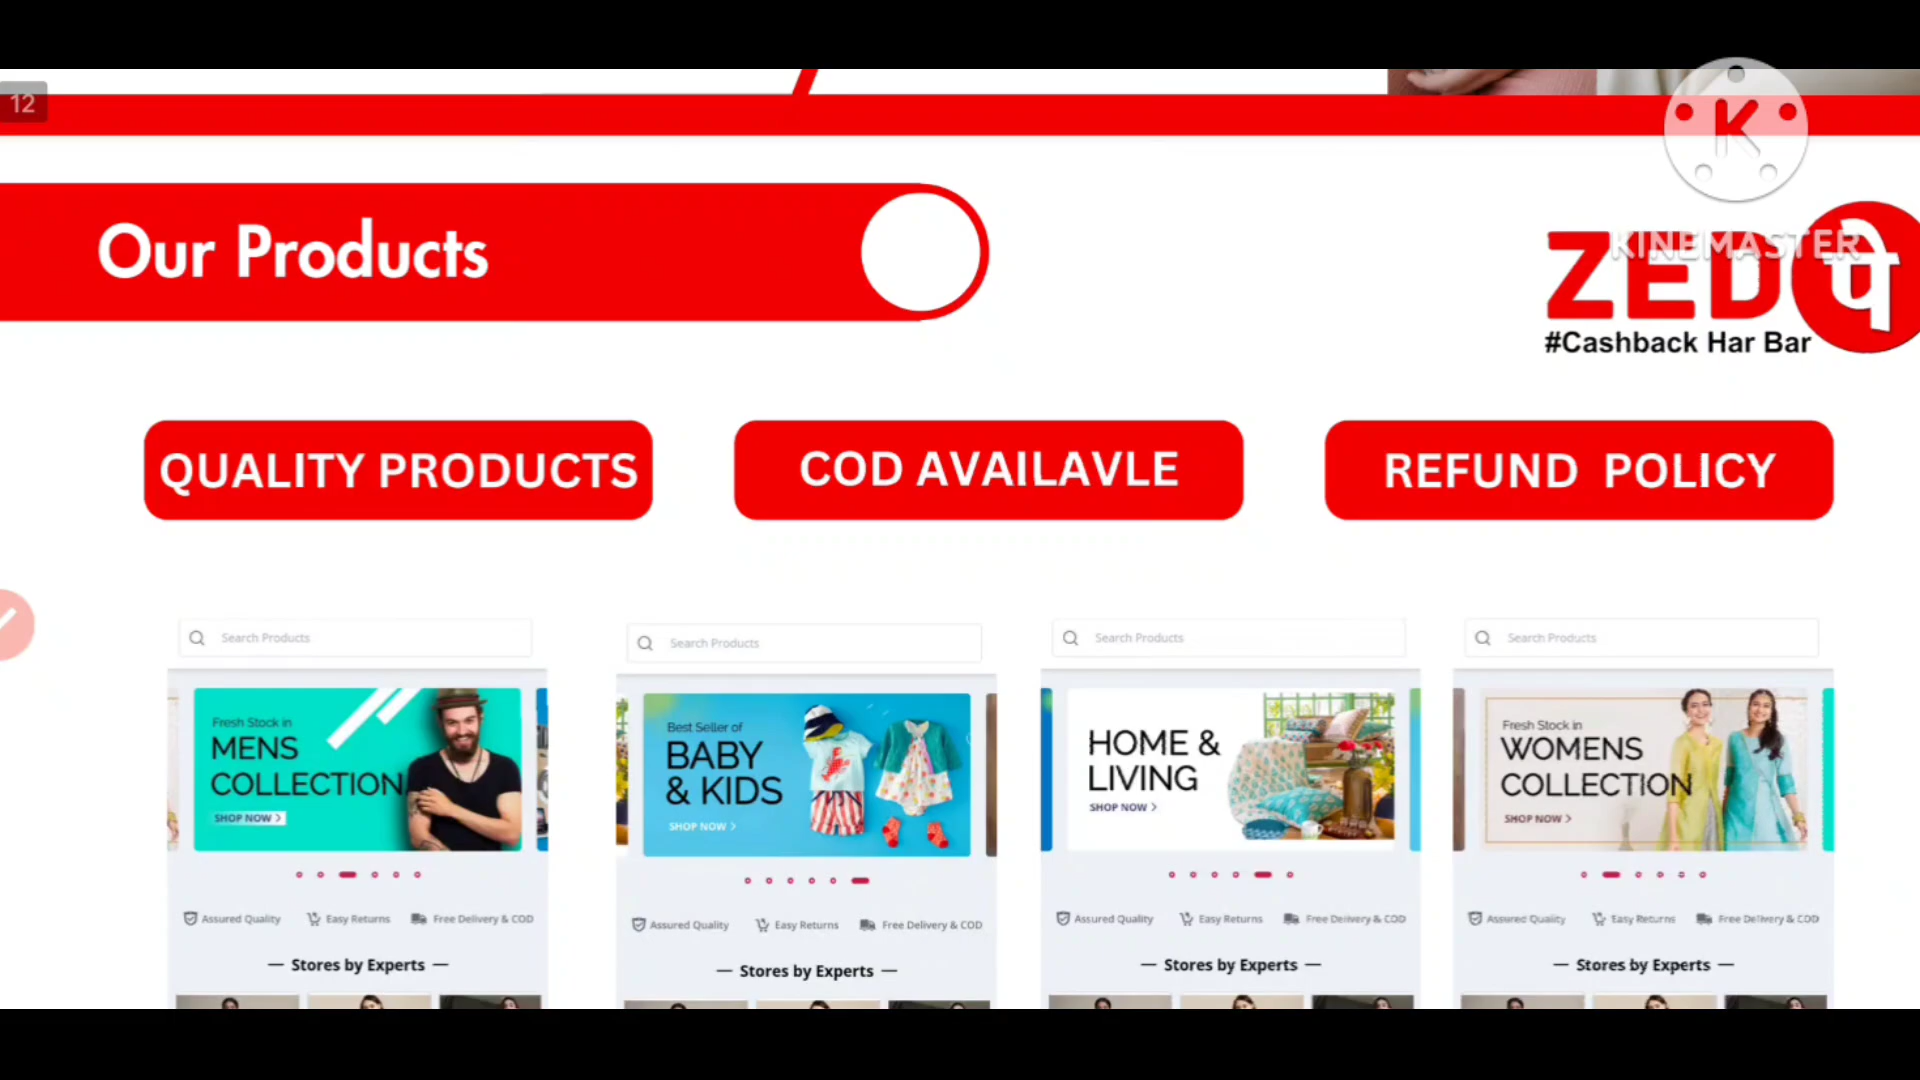 12
K
KINEMASTER
Our Products
ZED पे
#Cashback Har Bar
QUALITY PRODUCTS
COD AVAILAVLE
REFUND POLICY
Search Products
Fresh Stock in
MENS
COLLECTION
SHOP NOW >
Assured Quality
Easy Returns
Free Delivery & COD
— Stores by Experts —
Search Products
Best Seller of
BABY
& KIDS
SHOP NOW >
Assured Quality
Easy Returns
Free Delivery & COD
— Stores by Experts —
Search Products
HOME &
LIVING
SHOP NOW >
Assured Quality
Easy Returns
Free Delivery & COD
— Stores by Experts —
Search Products
Fresh Stock in
WOMENS
COLLECTION
SHOP NOW >
Assured Quality
Easy Returns
Free Delivery & COD
— Stores by Experts —